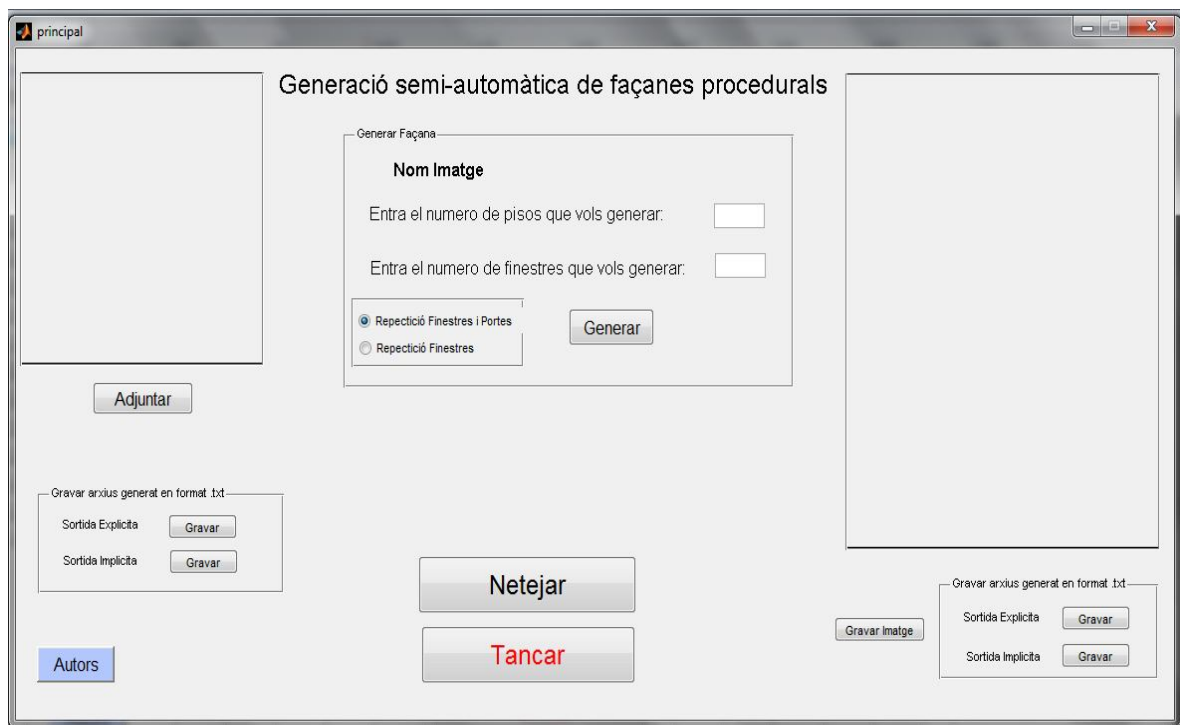 principal
Generació semi-automàtica de façanes procedurals
Generar Façana
Nom Imatge
Entra el numero de pisos que vols generar:
Entra el numero de finestres que vols generar:
Repectició Finestres i Portes
Repectició Finestres
Generar
Adjuntar
Gravar arxius generat en format .txt
Sortida Explicita
Gravar
Sortida Implicita
Gravar
Netejar
Tancar
Autors
Gravar Imatge
Gravar arxius generat en format .txt
Sortida Explicita
Gravar
Sortida Implicita
Gravar